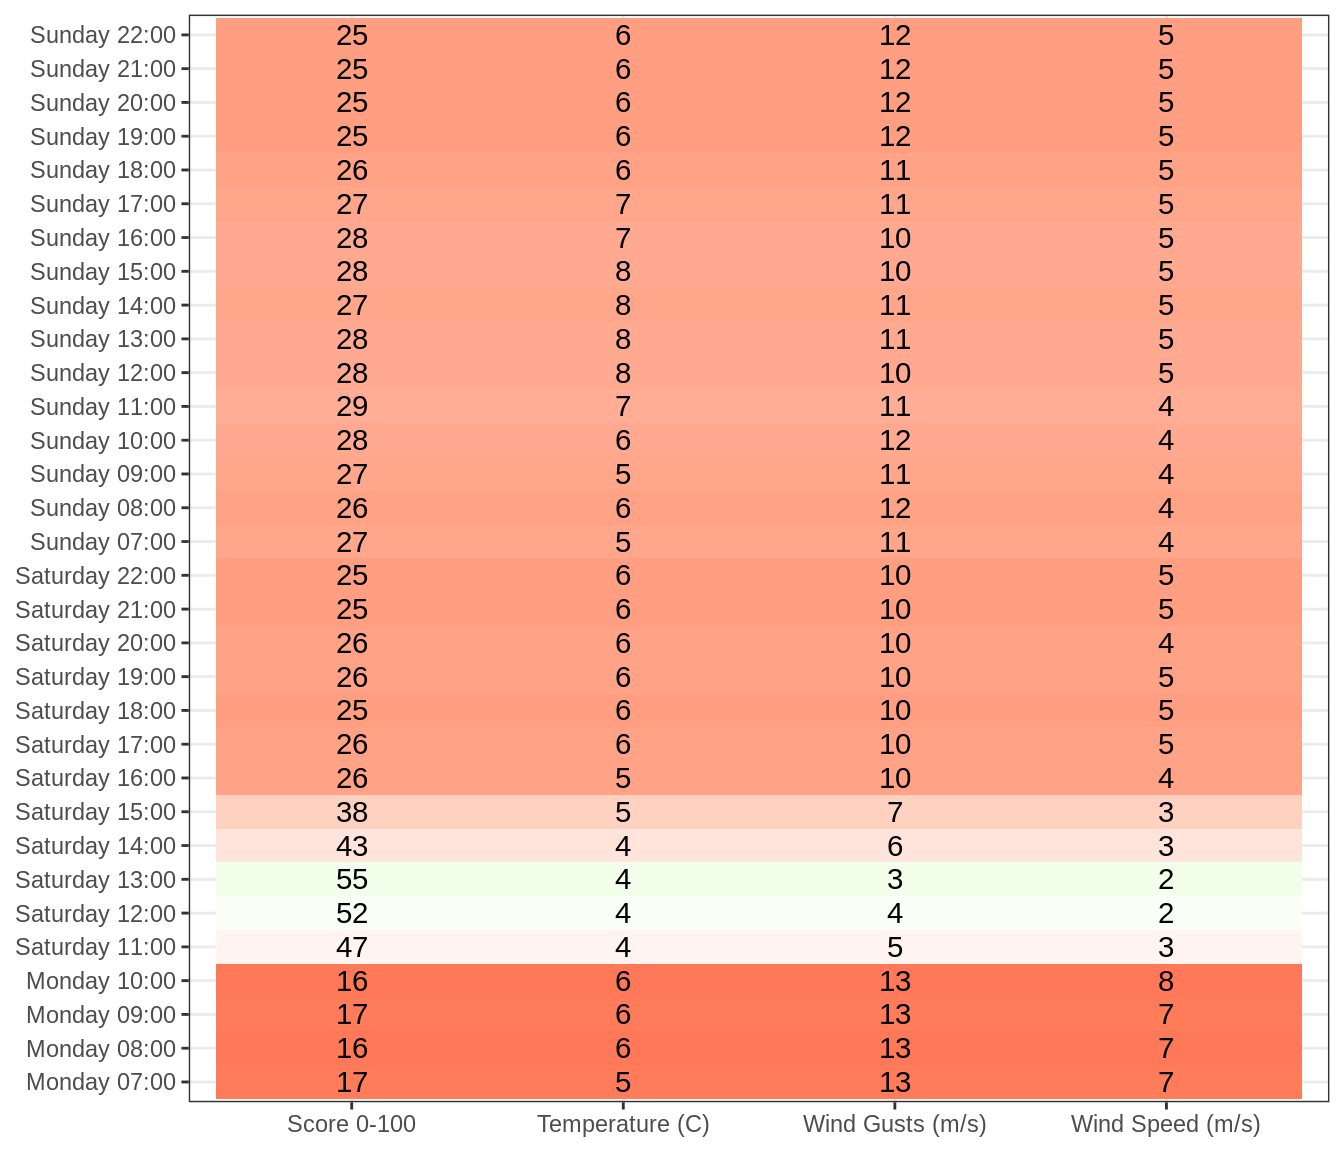 Sunday 22:00 25 6 12 5
Sunday 21:00 25 6 12 5
Sunday 20:00 25 6 12 5
Sunday 19:00 25 6 12 5
Sunday 18:00 26 6 11 5
Sunday 17:00 27 7 11 5
Sunday 16:00 28 7 10 5
Sunday 15:00 28 8 10 5
Sunday 14:00 27 8 11 5
Sunday 13:00 28 8 11 5
Sunday 12:00 28 8 10 5
Sunday 11:00 29 7 11 4
Sunday 10:00 28 6 12 4
Sunday 09:00 27 5 11 4
Sunday 08:00 26 6 12 4
Sunday 07:00 27 5 11 4
Saturday 22:00 25 6 10 5
Saturday 21:00 25 6 10 5
Saturday 20:00 26 6 10 4
Saturday 19:00 26 6 10 5
Saturday 18:00 25 6 10 5
Saturday 17:00 26 6 10 5
Saturday 16:00 26 5 10 4
Saturday 15:00 38 5 7 3
Saturday 14:00 43 4 6 3
Saturday 13:00 55 4 3 2
Saturday 12:00 52 4 4 2
Saturday 11:00 47 4 5 3
Monday 10:00 16 6 13 8
Monday 09:00 17 6 13 7
Monday 08:00 16 6 13 7
Monday 07:00 17 5 13 7
Score 0-100 Temperature (C) Wind Gusts (m/s) Wind Speed (m/s)